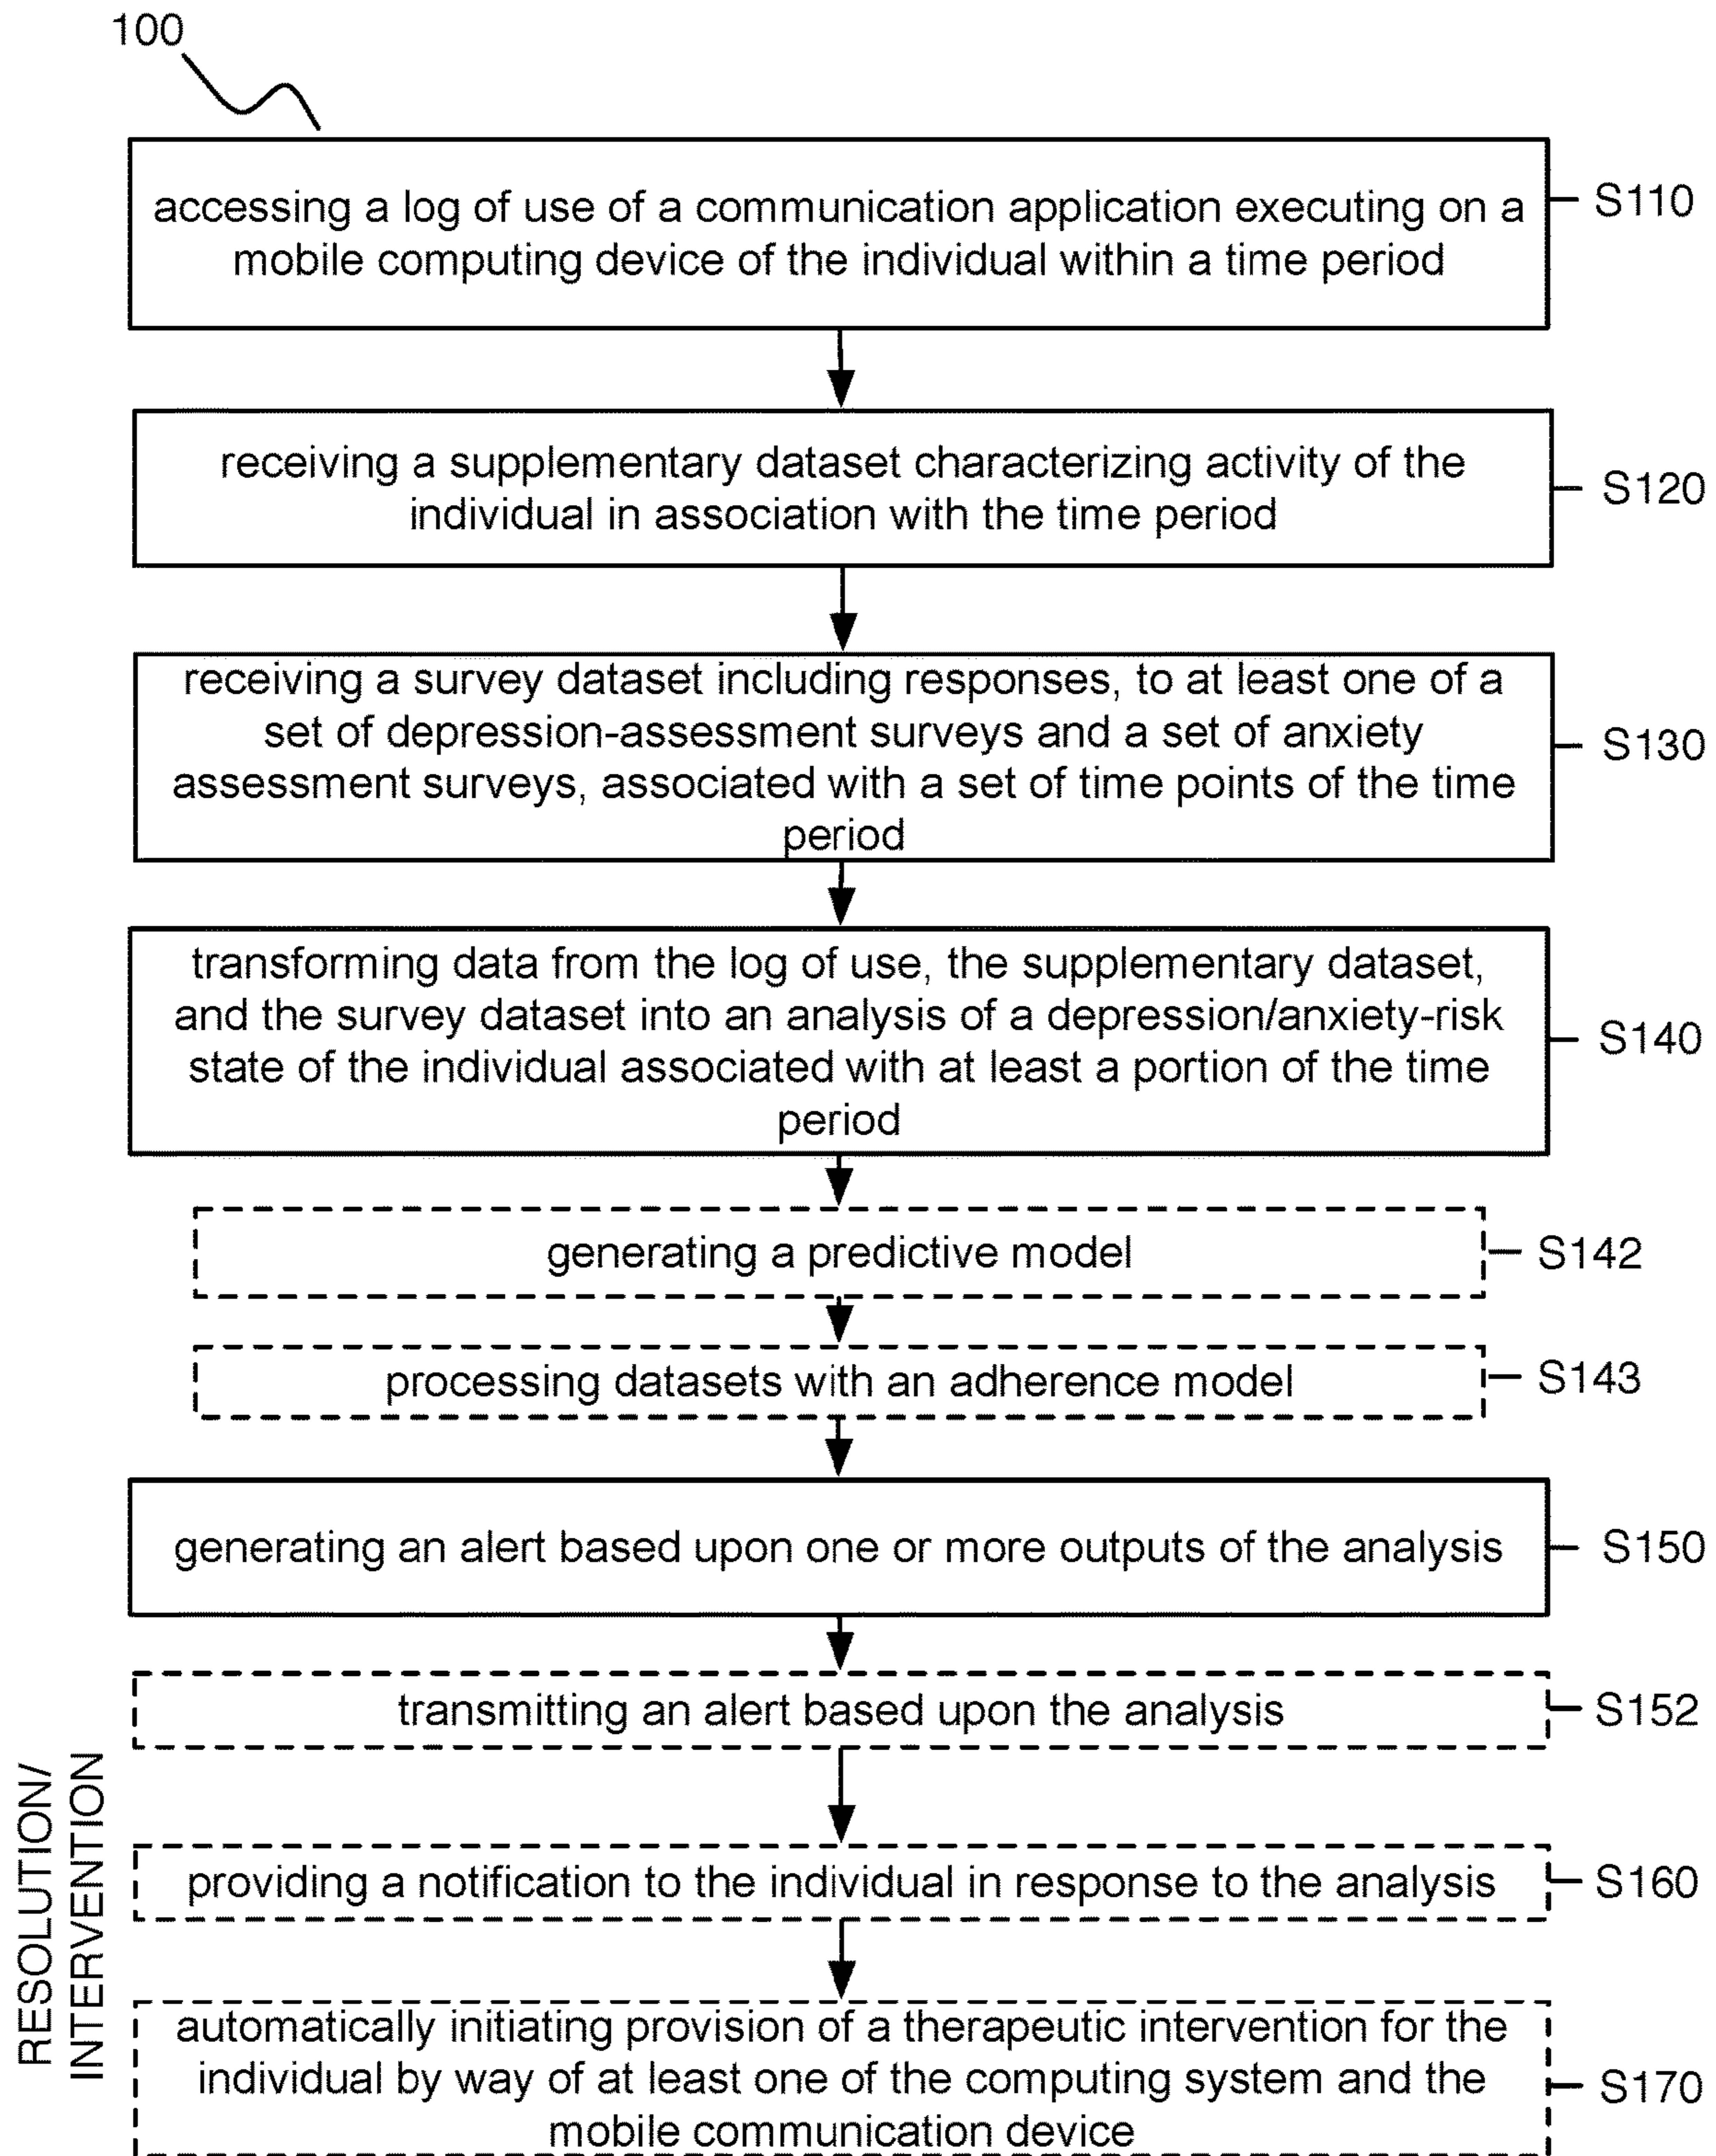 100
accessing a log of use of a communication application executing on a
mobile computing device of the individual within a time period
S110
receiving a supplementary dataset characterizing activity of the
individual in association with the time period
S120
receiving a survey dataset including responses, to at least one of a
set of depression-assessment surveys and a set of anxiety
assessment surveys, associated with a set of time points of the time
period
S130
transforming data from the log of use, the supplementary dataset,
and the survey dataset into an analysis of a depression/anxiety-risk
state of the individual associated with at least a portion of the time
period
S140
generating a predictive model
S142
processing datasets with an adherence model
S143
generating an alert based upon one or more outputs of the analysis
S150
transmitting an alert based upon the analysis
S152
RESOLUTION/
INTERVENTION
providing a notification to the individual in response to the analysis
S160
automatically initiating provision of a therapeutic intervention for the
individual by way of at least one of the computing system and the
mobile communication device
S170